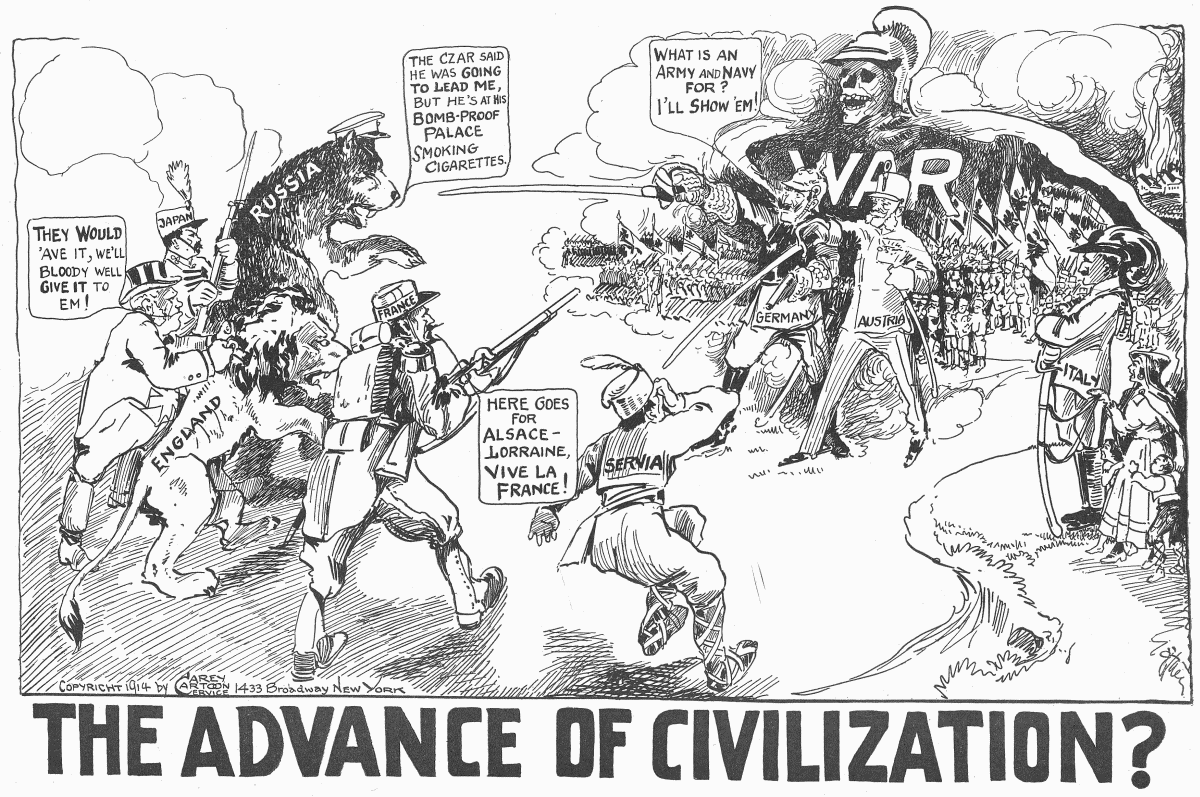 THE CZAR SAID
HE WAS GOING
TO LEAD ME,
BUT HE'S AT HIS
BOMB-PROOF
PALACE
SMOKING
CIGARETTES.
WHAT IS AN
ARMY AND NAVY
FOR?
I'LL SHOW 'EM!
WAR
RUSSIA
JAPAN
THEY WOULD
'AVE IT, WE'LL
BLOODY WELL
GIVE IT TO
EM!
FRANCE
GERMANY
AUSTRIA
ITALY
ENGLAND
HERE GOES
FOR
ALSACE-
LORRAINE,
VIVE LA
FRANCE!
SERVIA
COPYRIGHT 1914 by CAREY CARTOON SERVICE 1433 Broadway NEW YORK
THE ADVANCE OF CIVILIZATION?